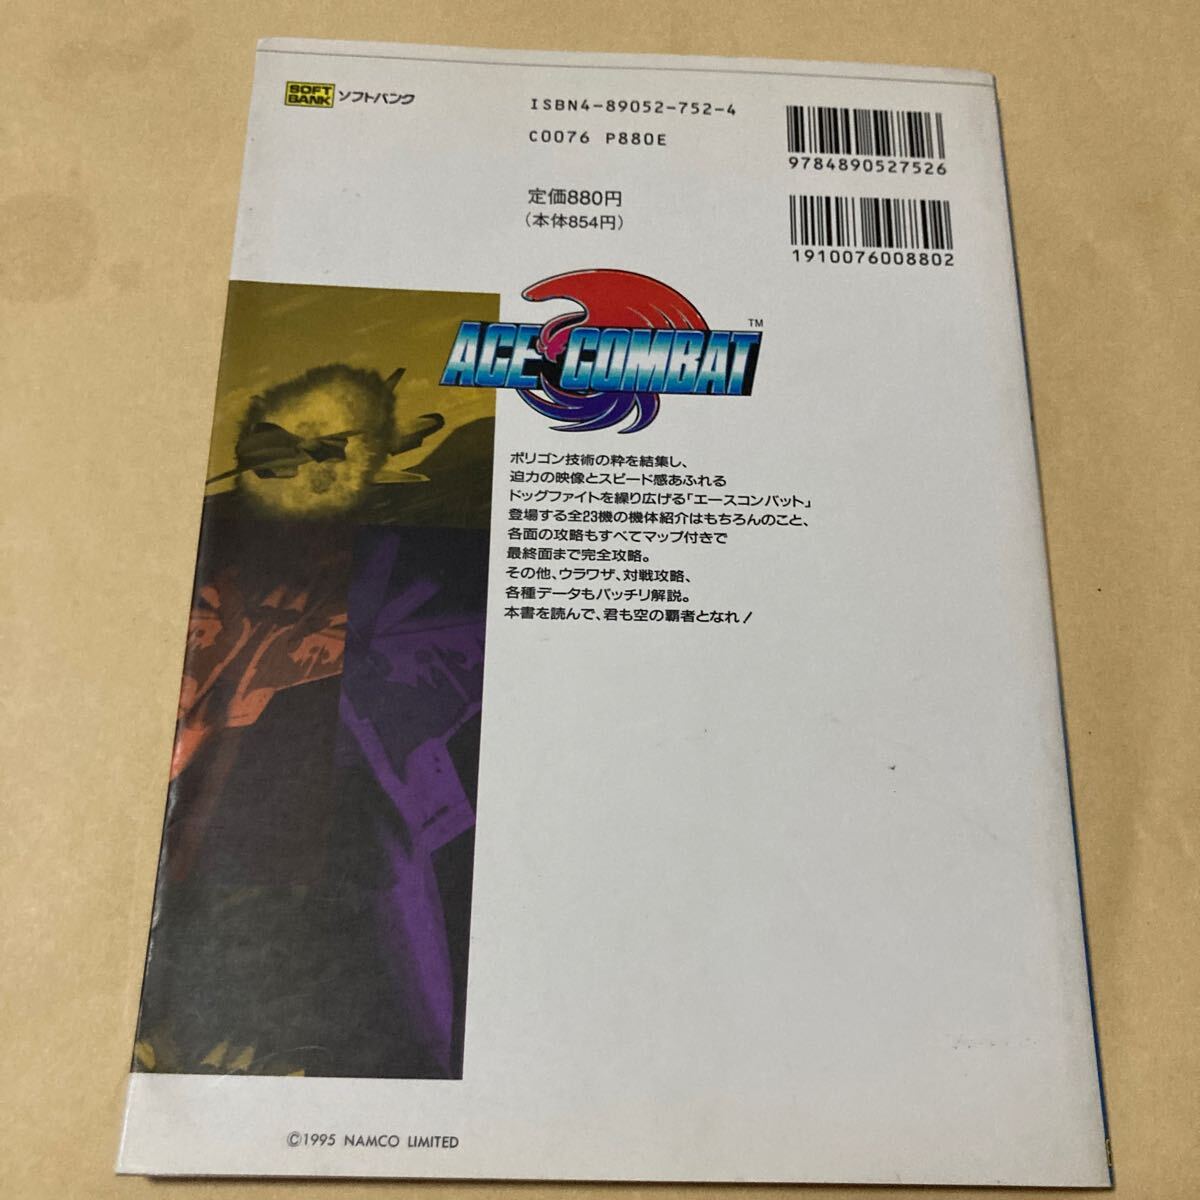 SOFT
BANK
ソフトバンク
ISBN4-89052-752-4
C0076 P880E
9784890527526
定価880円
(本体854円)
1910076008802
ACE COMBAT
TM
ポリゴン技術の粋を結集し、
迫力の映像とスピード感あふれる
ドッグファイトを繰り広げる「エースコンバット」
登場する全23機の機体紹介はもちろんのこと、
各面の攻略もすべてマップ付きで
最終面まで完全攻略。
その他、ウラワザ、対戦攻略、
各種データもバッチリ解説。
本書を読んで、君も空の覇者となれ!
©1995 NAMCO LIMITED